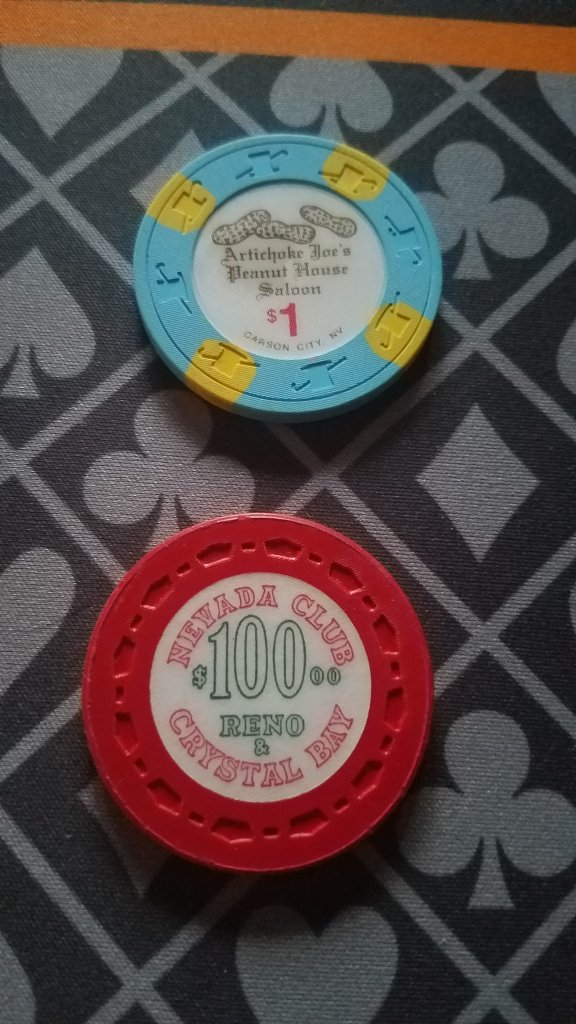 Artichoke Joe's
Peanut House
Saloon
$1
CARSON CITY, NV
NEVADA CLUB
$100.00
RENO
&
CRYSTAL BAY